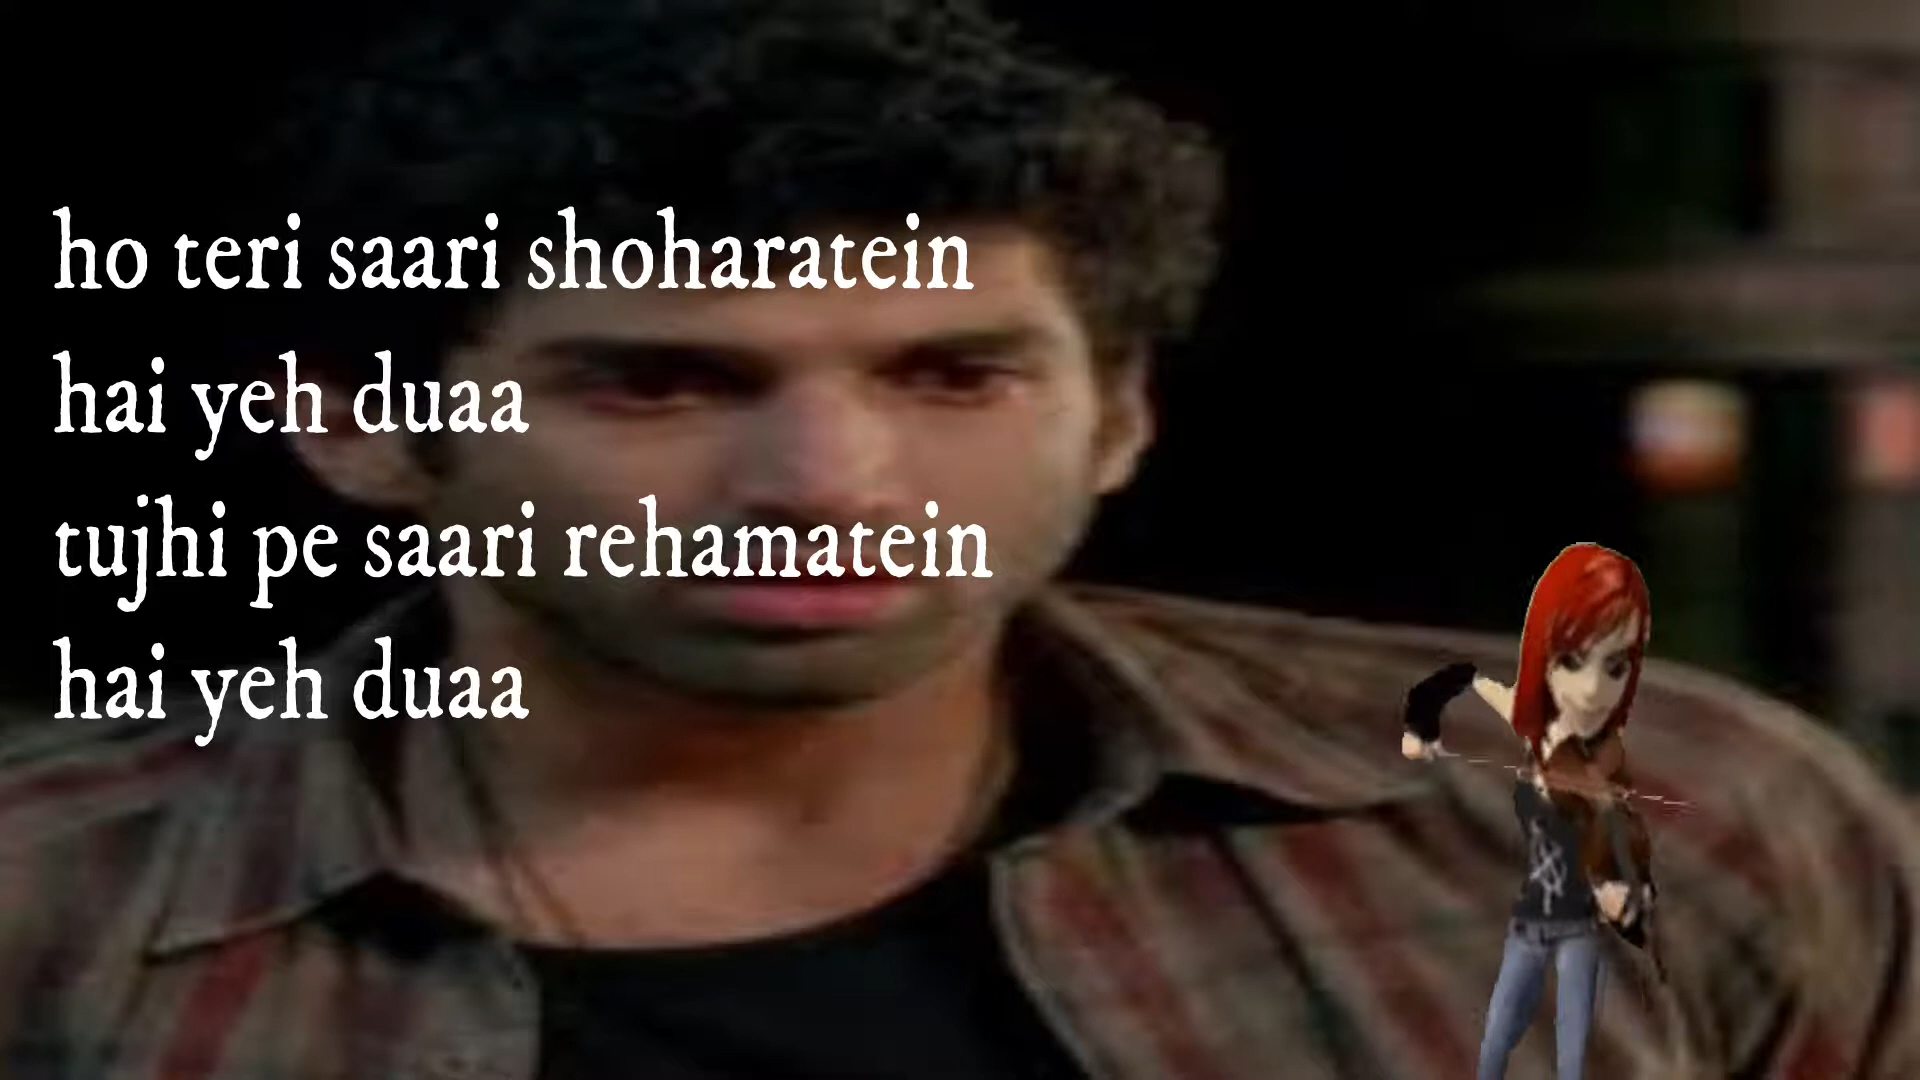 ho teri saari shoharatein
hai yeh duaa
tujhi pe saari rehamatein
hai yeh duaa